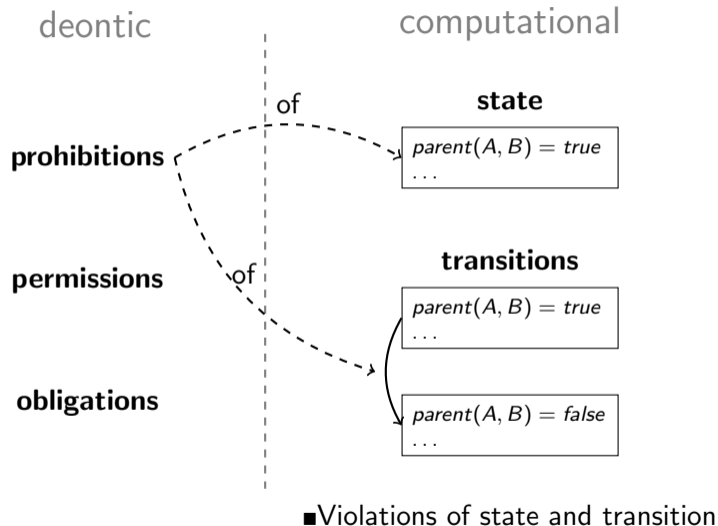 deontic
computational
of
state
prohibitions
parent(A, B) = true
...
transitions
permissions
of
parent(A, B) = true
...
obligations
parent(A, B) = false
...
■Violations of state and transition